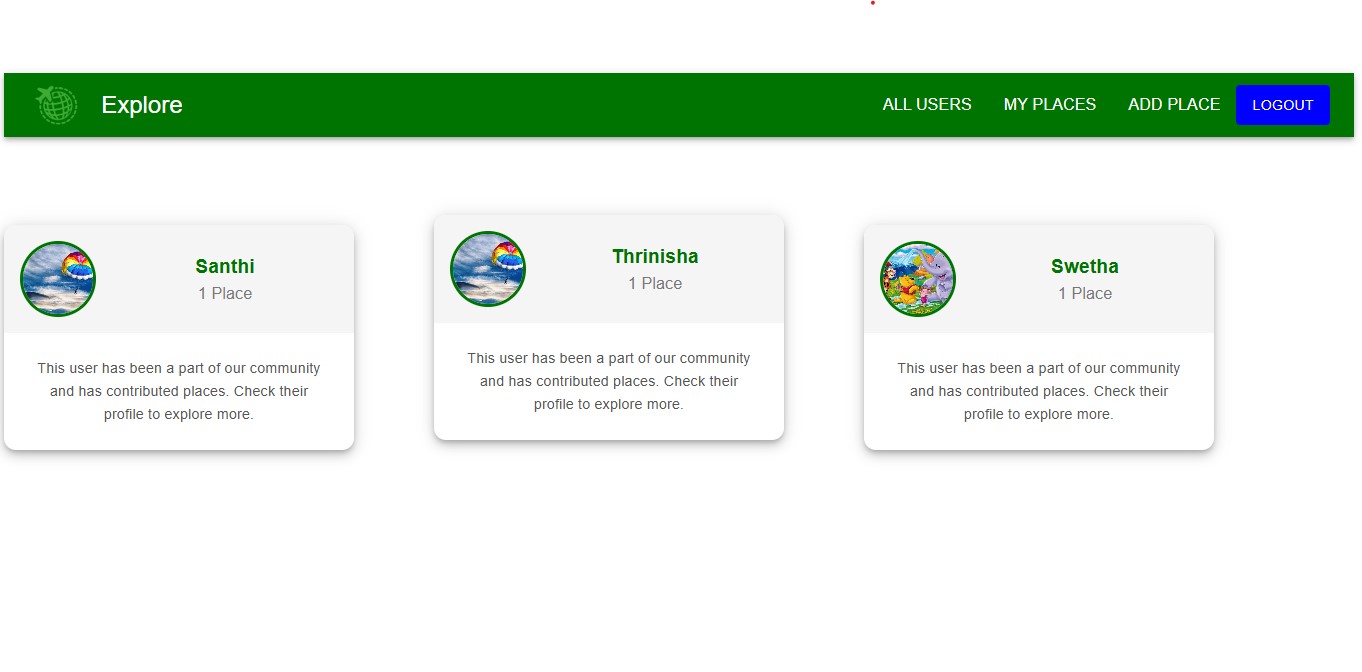 Explore
ALL USERS MY PLACES ADD PLACE LOGOUT
Santhi
1 Place
This user has been a part of our community
and has contributed places. Check their
profile to explore more.
Thrinisha
1 Place
This user has been a part of our community
and has contributed places. Check their
profile to explore more.
Swetha
1 Place
This user has been a part of our community
and has contributed places. Check their
profile to explore more.